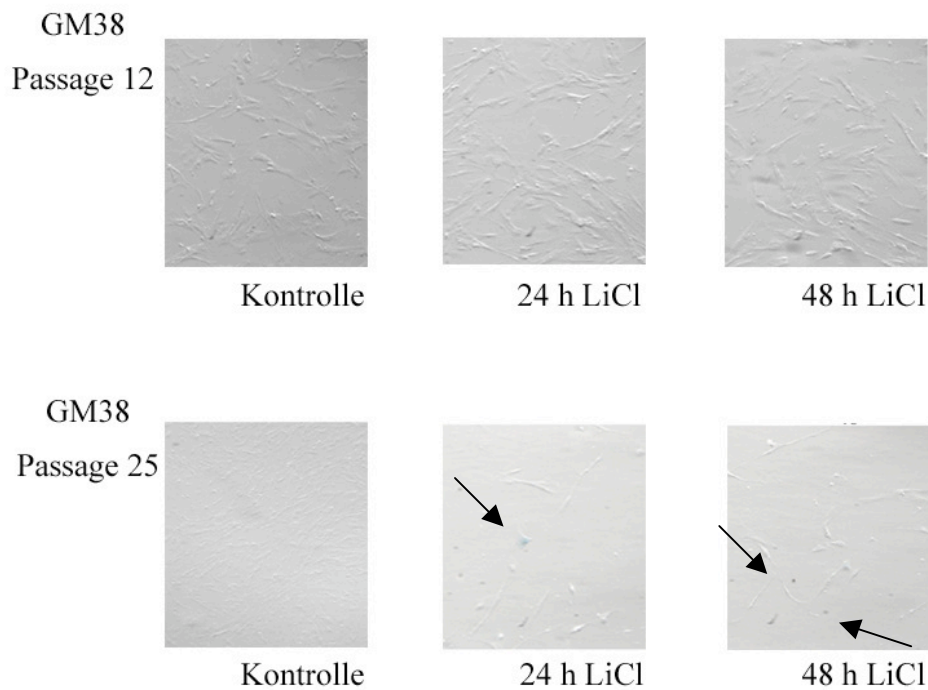 GM38
Passage 12
Kontrolle
24 h LiCl
48 h LiCl
GM38
Passage 25
Kontrolle
24 h LiCl
48 h LiCl